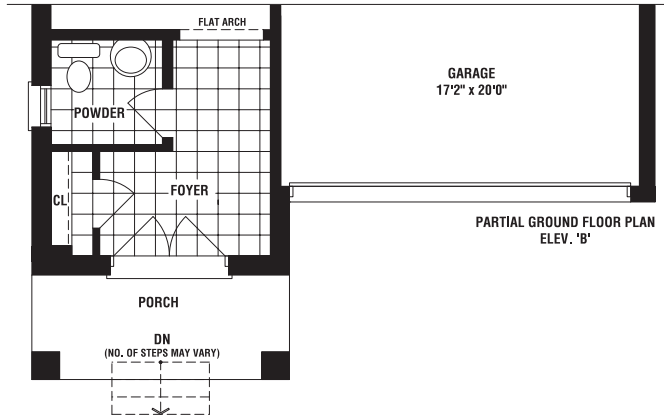 FLAT ARCH
GARAGE
17'2" x 20'0"
POWDER
FOYER
CL
PARTIAL GROUND FLOOR PLAN
ELEV. 'B'
PORCH
DN
(NO. OF STEPS MAY VARY)